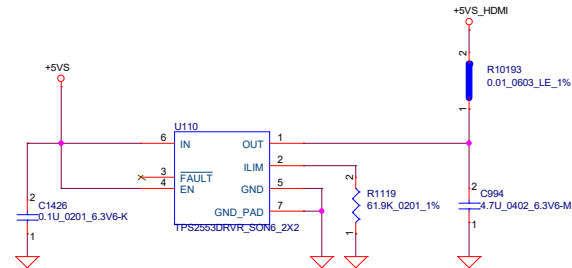 +5VS_HDMI
2
R10193
0.01_0603_LE_1%
1
+5VS
U110
6 IN OUT 1
ILIM 2
3 FAULT
4 EN GND 5
GND_PAD 7
TPS2553DRVR_SON6_2X2
2
C1426
0.1U_0201_6.3V6-K
1
2
R1119
61.9K_0201_1%
1
2
C994
4.7U_0402_6.3V6-M
1